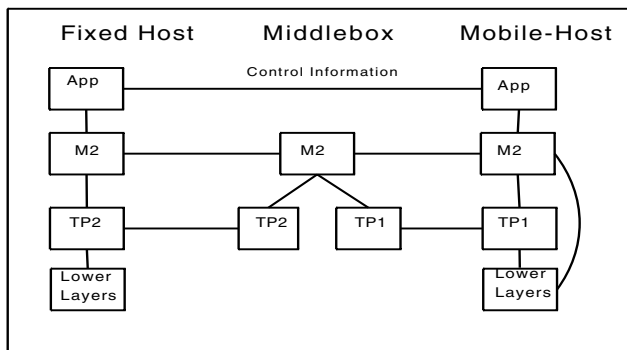 Fixed Host Middlebox Mobile-Host
Control Information
App App
M2 M2 M2
TP2 TP2 TP1 TP1
Lower Lower
Layers Layers